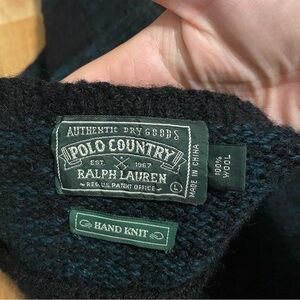 AUTHENTIC DRY GOODS
POLO COUNTRY
EST. 1967
RALPH LAUREN
REG. U.S. PATENT OFFICE
L
MADE IN CHINA
100%
WOOL
HAND KNIT